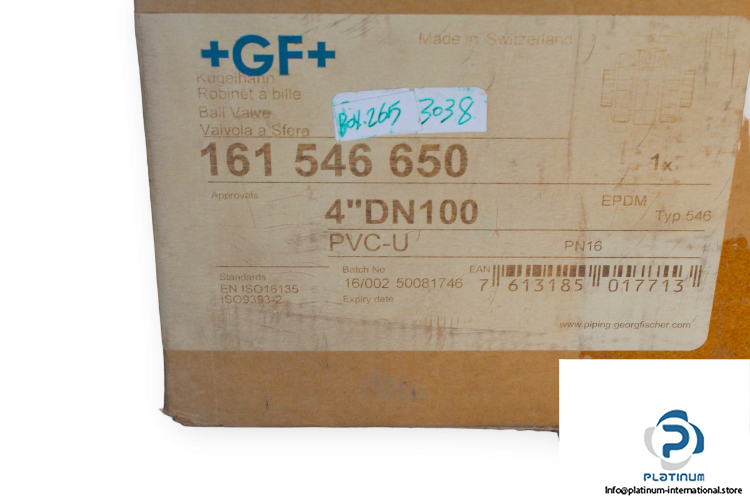 +GF+
Made in Switzerland
Kugelhahn
Robinet a bille
Ball Valve
Valvola a Sfera
Box.265 3038
161 546 650
1x
Approvals
4"DN100
EPDM
Typ 546
PVC-U
PN16
Standards
EN ISO16135
ISO9393-2
Batch No
16/002 50081746
Expiry date
EAN
7 613185 017713
www.piping.georgfischer.com
PLATINUM
Info@platinum-international.store